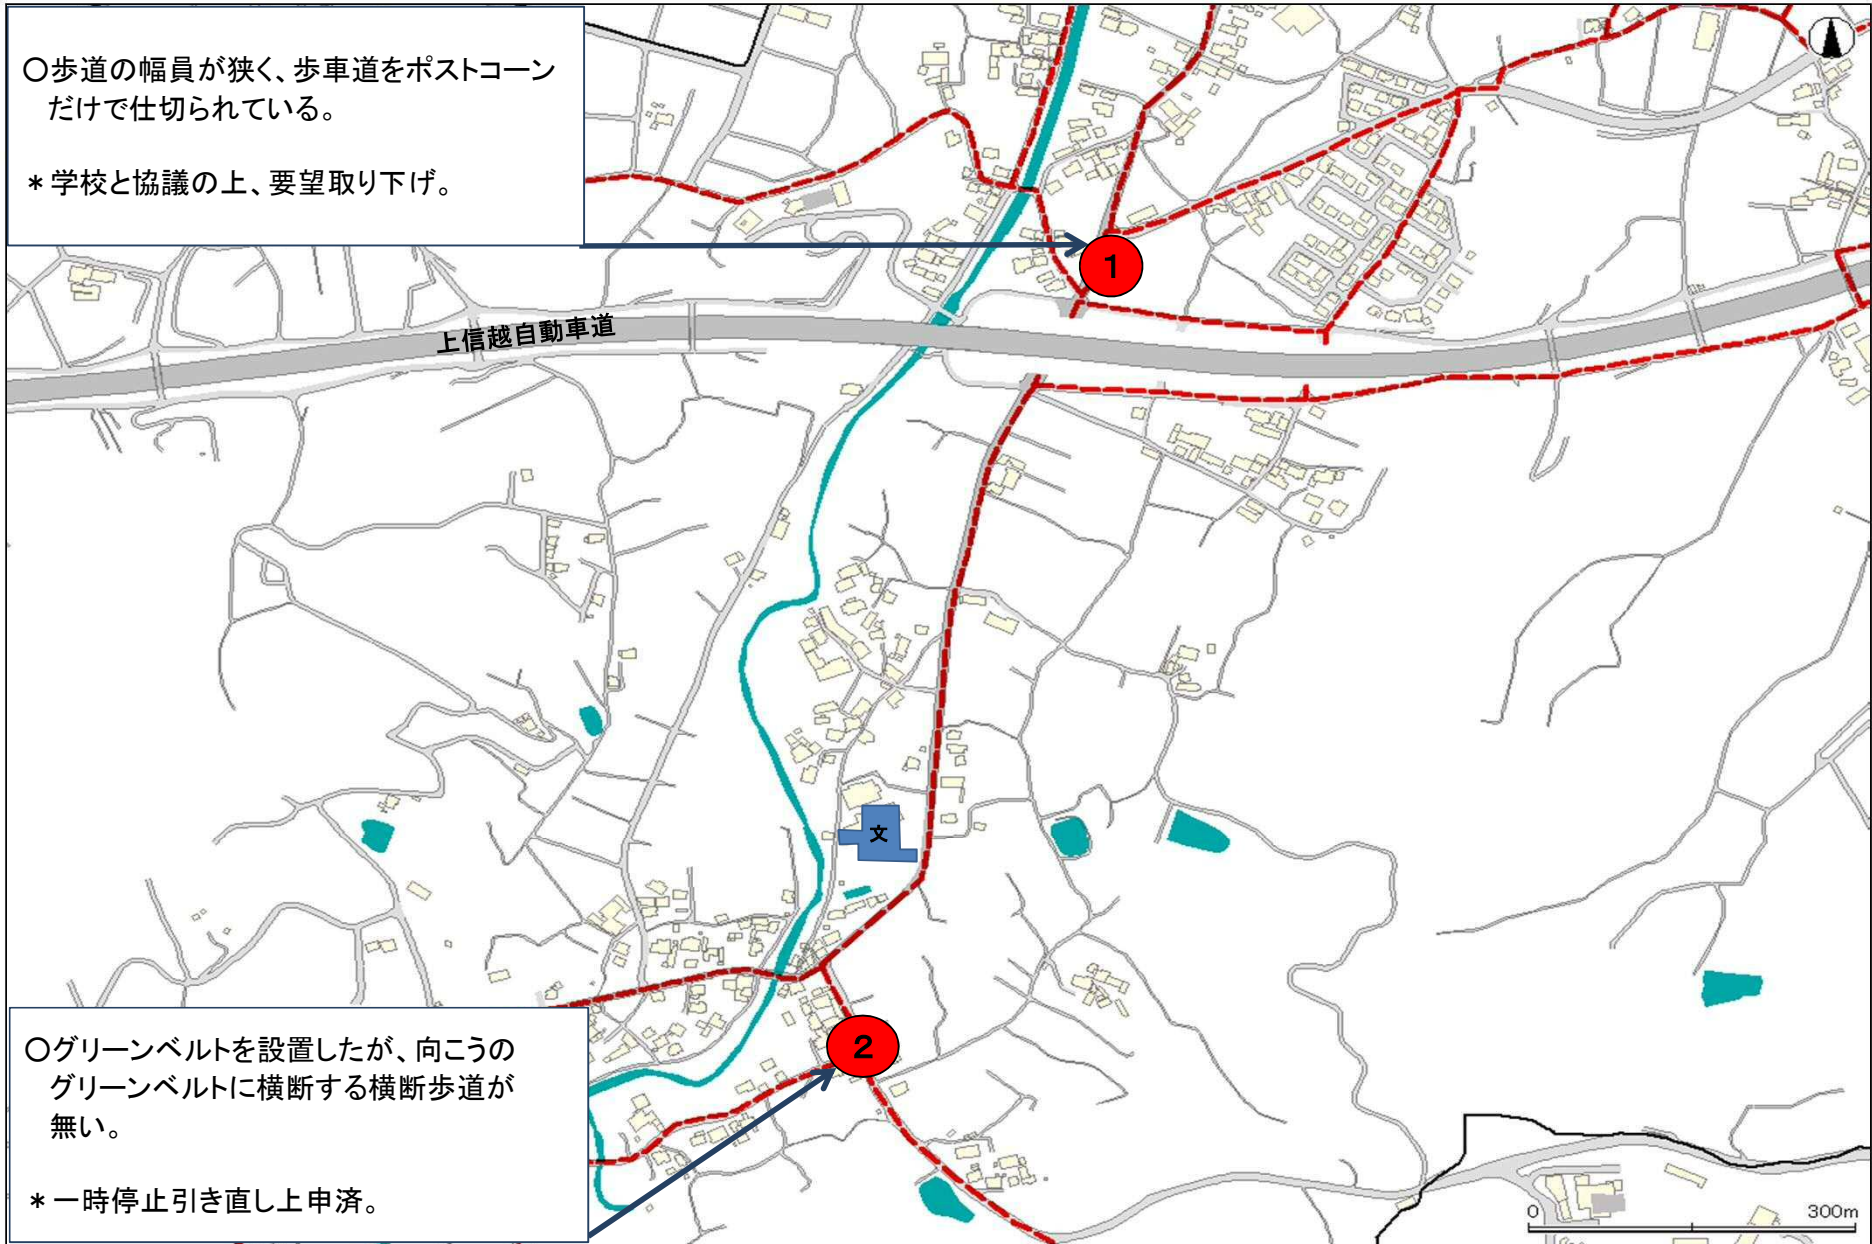 〇歩道の幅員が狭く、歩車道をポストコーン
だけで仕切られている。
＊学校と協議の上、要望取り下げ。
1
上信越自動車道
文
〇グリーンベルトを設置したが、向こうの
グリーンベルトに横断する横断歩道が
無い。
＊一時停止引き直し上申済。
2
0
300m